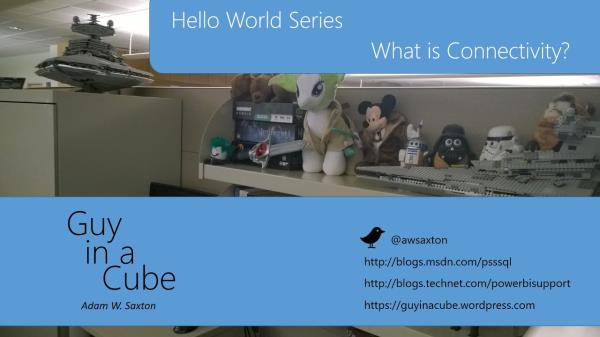 Hello World Series
What is Connectivity?
Guy
in a
Cube
Adam W. Saxton
@awsaxton
http://blogs.msdn.com/psssql
http://blogs.technet.com/powerbisupport
https://guyinacube.wordpress.com